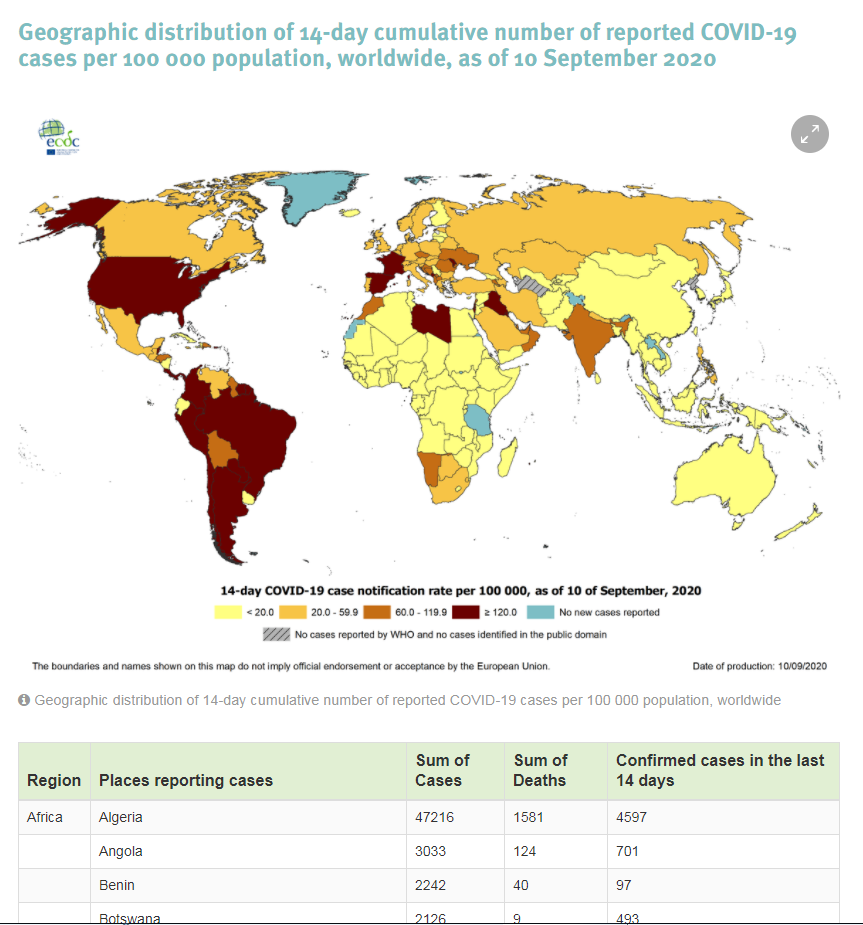 Geographic distribution of 14-day cumulative number of reported COVID-19
cases per 100 000 population, worldwide, as of 10 September 2020
ecdc
14-day COVID-19 case notification rate per 100 000, as of 10 of September, 2020
< 20.0 20.0 - 59.9 60.0 - 119.9 ≥ 120.0 No new cases reported
No cases reported by WHO and no cases identified in the public domain
The boundaries and names shown on this map do not imply official endorsement or acceptance by the European Union. Date of production: 10/09/2020
Geographic distribution of 14-day cumulative number of reported COVID-19 cases per 100 000 population, worldwide
Region Places reporting cases Sum of Cases Sum of Deaths Confirmed cases in the last 14 days
Africa Algeria 47216 1581 4597
Angola 3033 124 701
Benin 2242 40 97
Botswana 2126 9 493